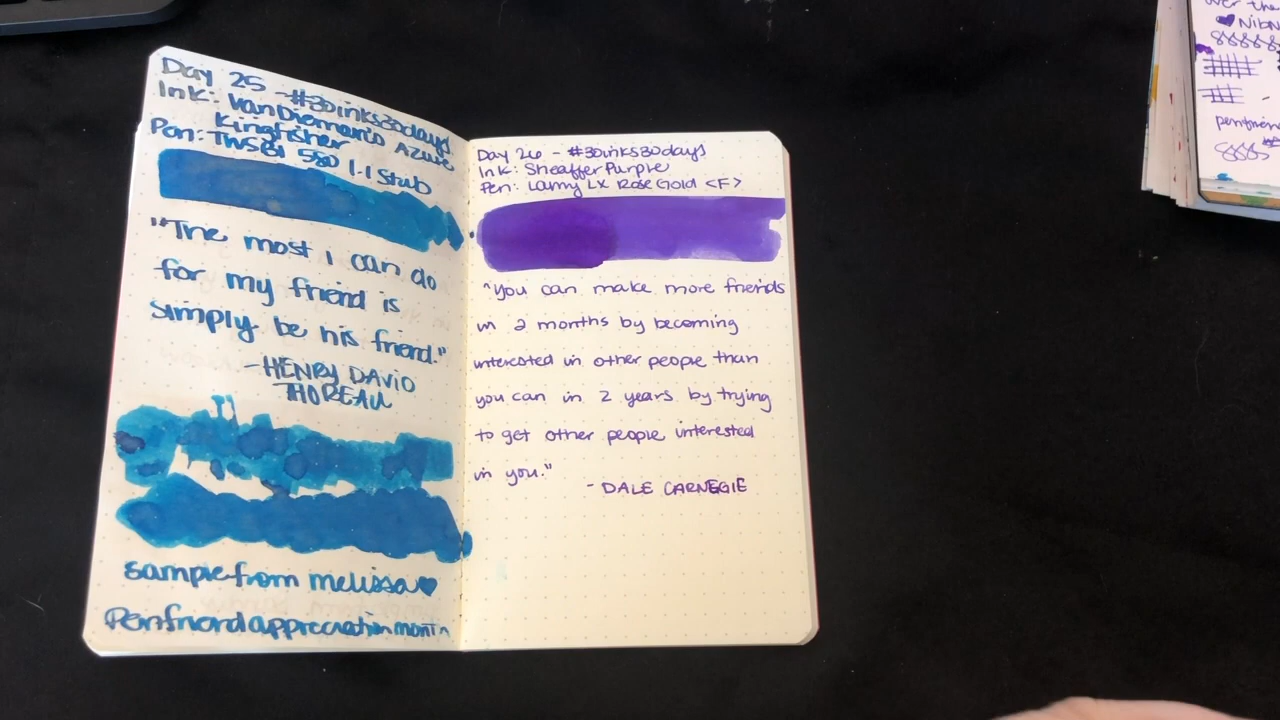 Day 25 - #30inks30days
Ink: VanDieman's Azure
Kingfisher
Pen: TWSBI 580 1.1 Stub
"The most I can do
for my friend is
simply be his friend."
- HENRY DAVID
THOREAU
sample from melissa ♥
Penfriend appreciation month
Day 26 - #30inks30days
Ink: Sheaffer Purple
Pen: Lamy LX Rose Gold <F>
"You can make more friends
in 2 months by becoming
interested in other people than
you can in 2 years by trying
to get other people interested
in you."
- DALE CARNEGIE
over the
♥ NibN